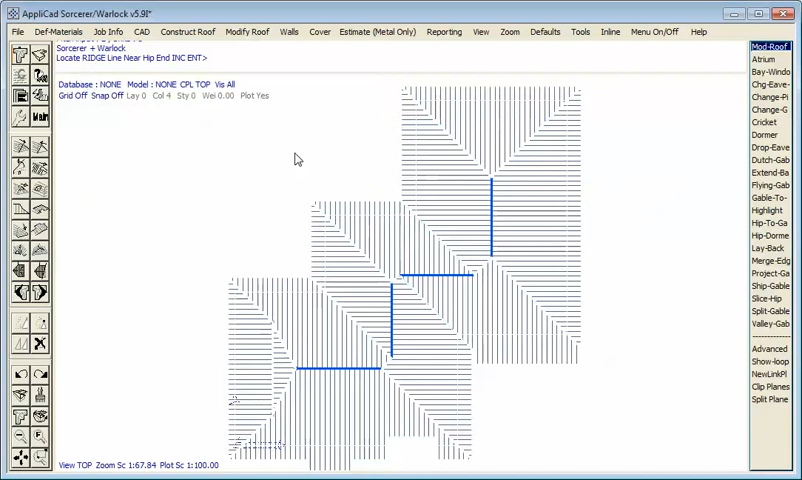 AppliCad Sorcerer/Warlock v5.9I*
File Def-Materials Job Info CAD Construct Roof Modify Roof Walls Cover Estimate (Metal Only) Reporting View Zoom Defaults Tools Inline Menu On/Off Help
Sorcerer + Warlock
Locate RIDGE Line Near Hip End INC ENT>
Database : NONE Model : NONE CPL TOP Vis All
Grid Off Snap Off Lay 0 Col 4 Sty 0 Wei 0.00 Plot Yes
Main
Mod-Roof
Atrium
Bay-Windo
Chg-Eave-
Change-Pi
Change-G
Cricket
Dormer
Drop-Eave
Dutch-Gab
Extend-Ba
Flying-Gab
Gable-To-
Highlight
Hip-To-Ga
Hip-Dorme
Lay-Back
Merge-Edg
Project-Ga
Ship-Gable
Slice-Hip
Split-Gable
Valley-Gab
Advanced
Show-loop
NewLinkPl
Clip Planes
Split Plane
View TOP Zoom Sc 1:67.84 Plot Sc 1:100.00